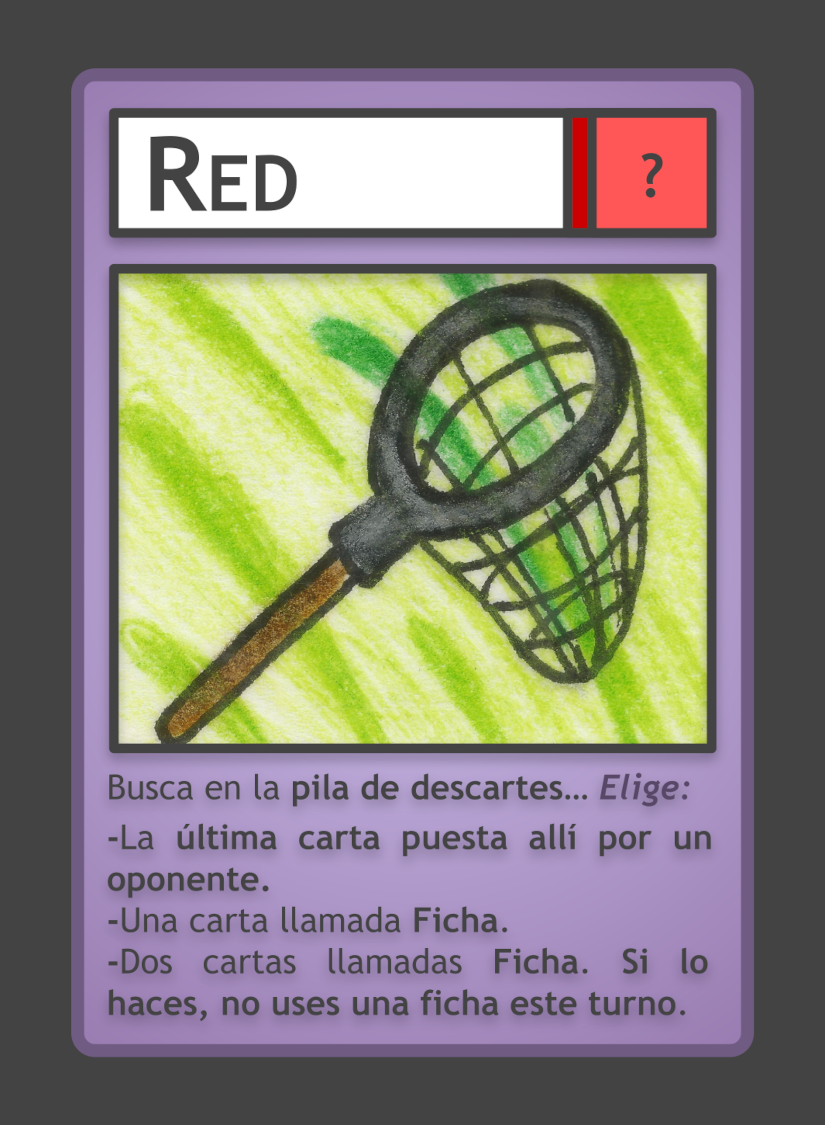 RED
?
Busca en la pila de descartes... Elige:
-La última carta puesta allí por un
oponente.
-Una carta llamada Ficha.
-Dos cartas llamadas Ficha. Si lo
haces, no uses una ficha este turno.